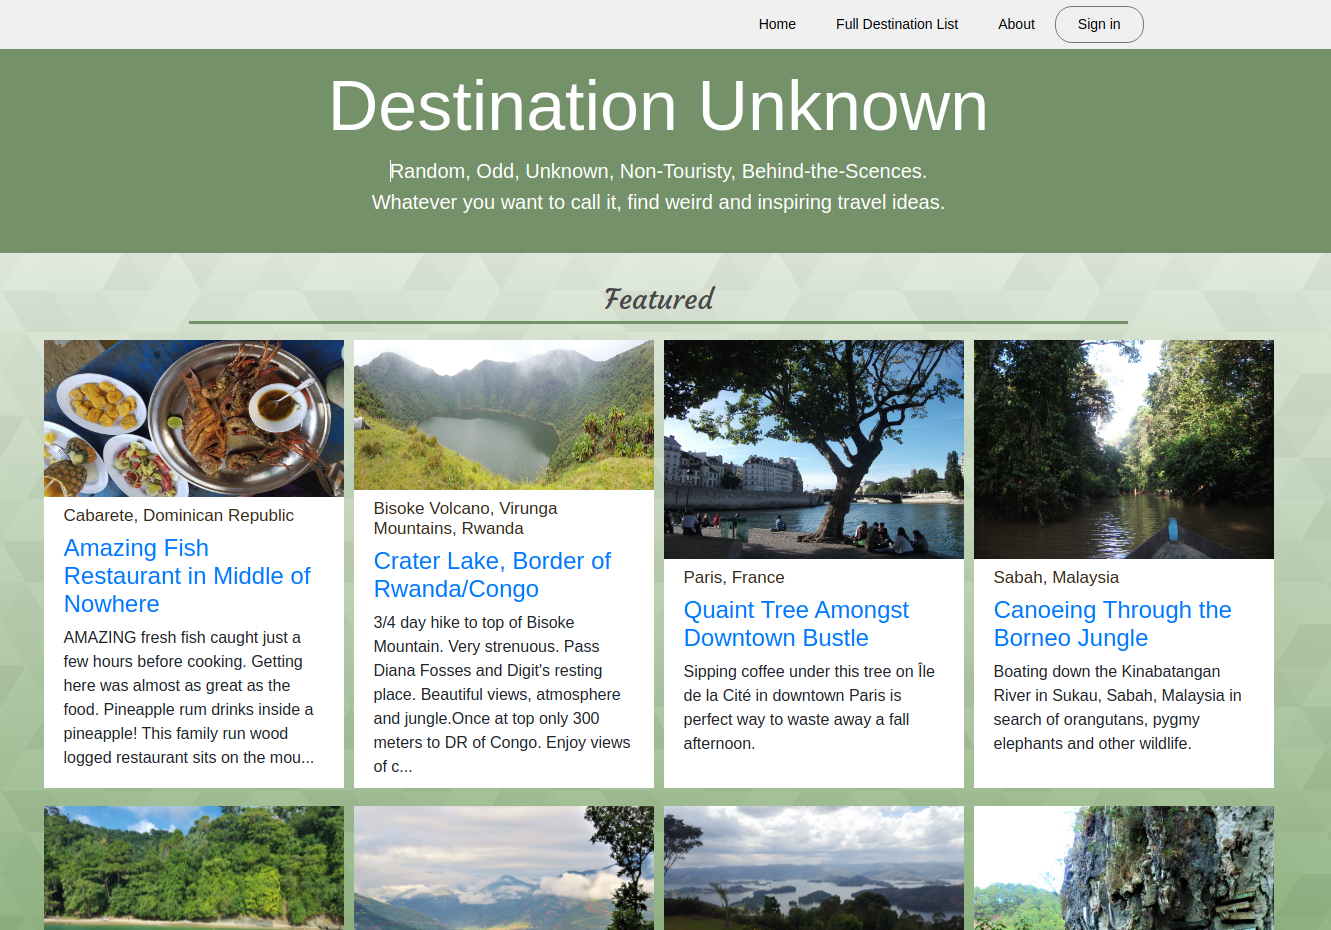 Home Full Destination List About Sign in
Destination Unknown
Random, Odd, Unknown, Non-Touristy, Behind-the-Scences.
Whatever you want to call it, find weird and inspiring travel ideas.
Featured
Cabarete, Dominican Republic
Amazing Fish
Restaurant in Middle of
Nowhere
AMAZING fresh fish caught just a
few hours before cooking. Getting
here was almost as great as the
food. Pineapple rum drinks inside a
pineapple! This family run wood
logged restaurant sits on the mou...
Bisoke Volcano, Virunga
Mountains, Rwanda
Crater Lake, Border of
Rwanda/Congo
3/4 day hike to top of Bisoke
Mountain. Very strenuous. Pass
Diana Fosses and Digit's resting
place. Beautiful views, atmosphere
and jungle.Once at top only 300
meters to DR of Congo. Enjoy views
of c...
Paris, France
Quaint Tree Amongst
Downtown Bustle
Sipping coffee under this tree on Île
de la Cité in downtown Paris is
perfect way to waste away a fall
afternoon.
Sabah, Malaysia
Canoeing Through the
Borneo Jungle
Boating down the Kinabatangan
River in Sukau, Sabah, Malaysia in
search of orangutans, pygmy
elephants and other wildlife.